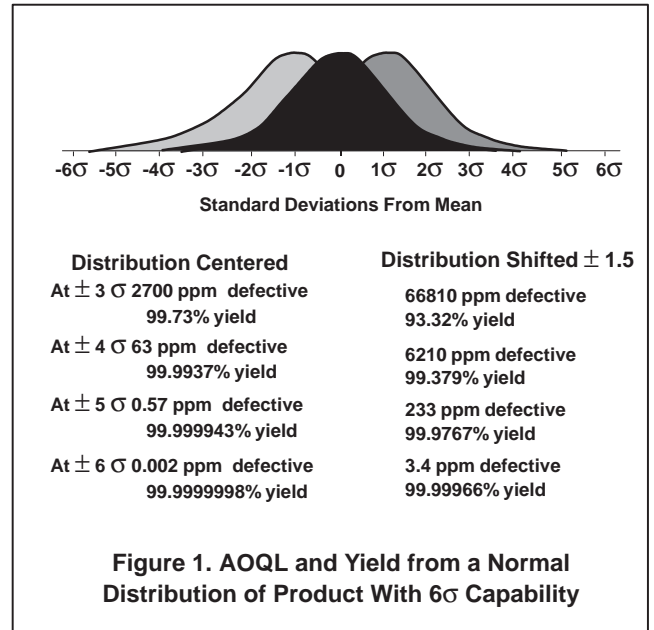 -6σ -5σ -4σ -3σ -2σ -1σ 0 1σ 2σ 3σ 4σ 5σ 6σ
Standard Deviations From Mean
Distribution Centered
At ± 3 σ 2700 ppm defective
99.73% yield
At ± 4 σ 63 ppm defective
99.9937% yield
At ± 5 σ 0.57 ppm defective
99.999943% yield
At ± 6 σ 0.002 ppm defective
99.9999998% yield
Distribution Shifted ± 1.5
66810 ppm defective
93.32% yield
6210 ppm defective
99.379% yield
233 ppm defective
99.9767% yield
3.4 ppm defective
99.99966% yield
Figure 1. AOQL and Yield from a Normal
Distribution of Product With 6σ Capability